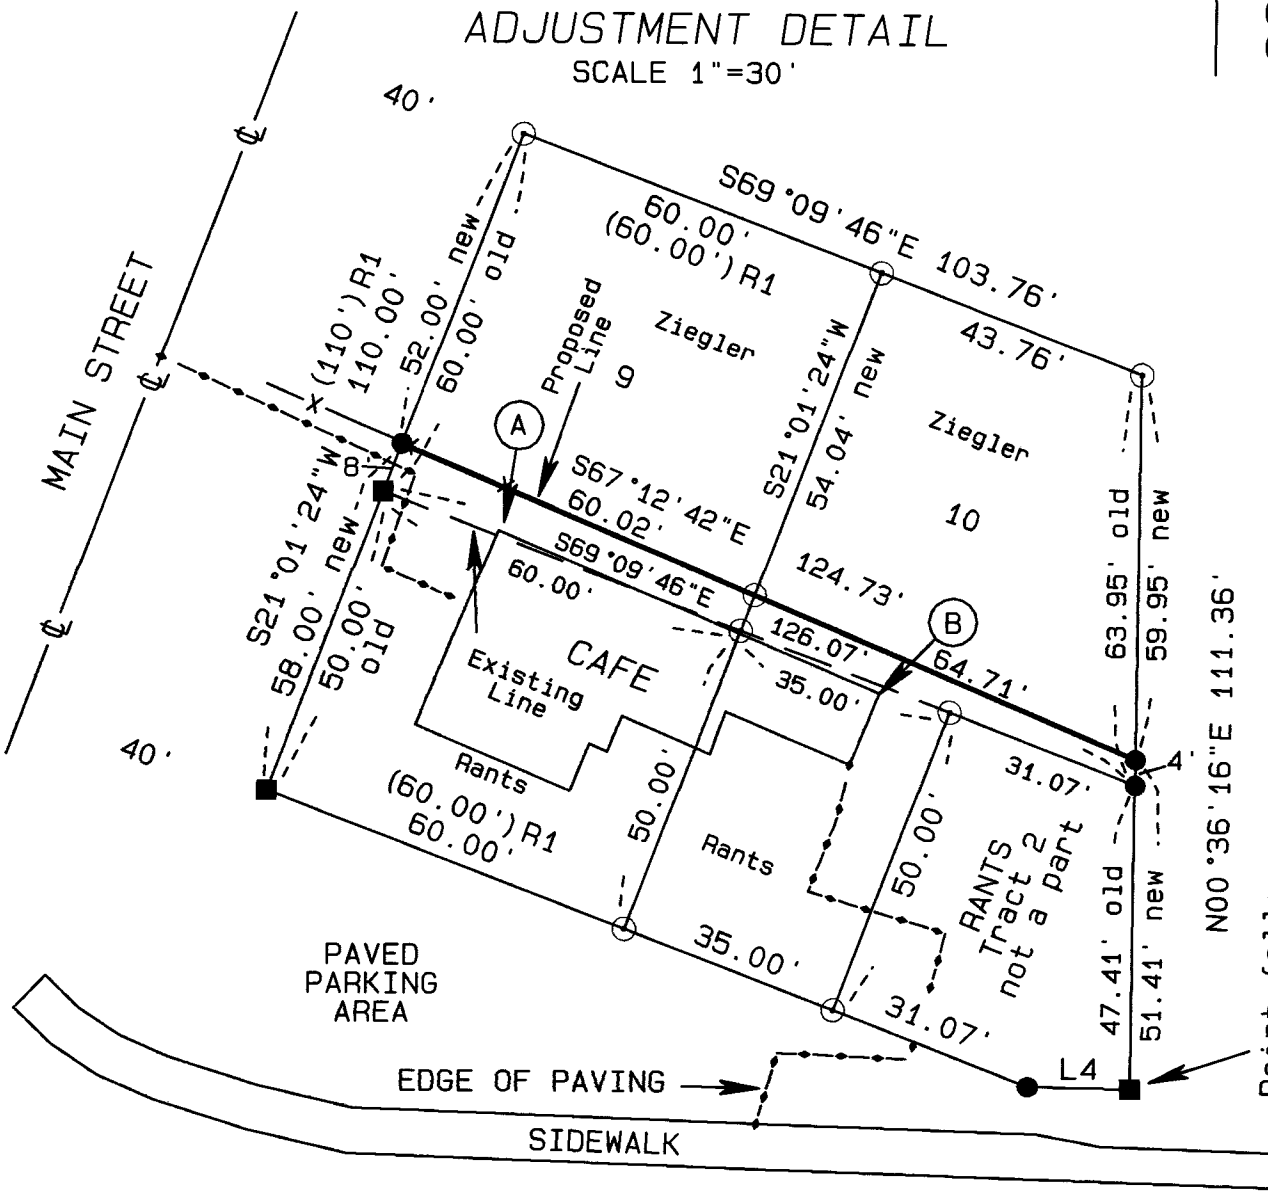 ADJUSTMENT DETAIL
SCALE 1"=30'
40'
S69°09'46"E 103.76'
60.00'
(60.00')R1
43.76'
MAIN STREET
(110')R1
110.00'
52.00' new
60.00' old
Proposed
Line
Ziegler
9
S21°01'24"W
54.04' new
Ziegler
10
A
8
S67°12'42"E
60.02'
S69°09'46"E
60.00'
124.73'
126.07'
64.71'
B
35.00'
63.95' old
59.95' new
N00°36'16"E 111.36'
S21°01'24"W
58.00' new
50.00'
old
Existing
Line
CAFE
Rants
(60.00')R1
60.00'
50.00'
Rants
50.00'
31.07'
4'
RANTS
Tract 2
not a part
47.41' old
51.41' new
40'
35.00'
31.07'
L4
PAVED
PARKING
AREA
EDGE OF PAVING
SIDEWALK